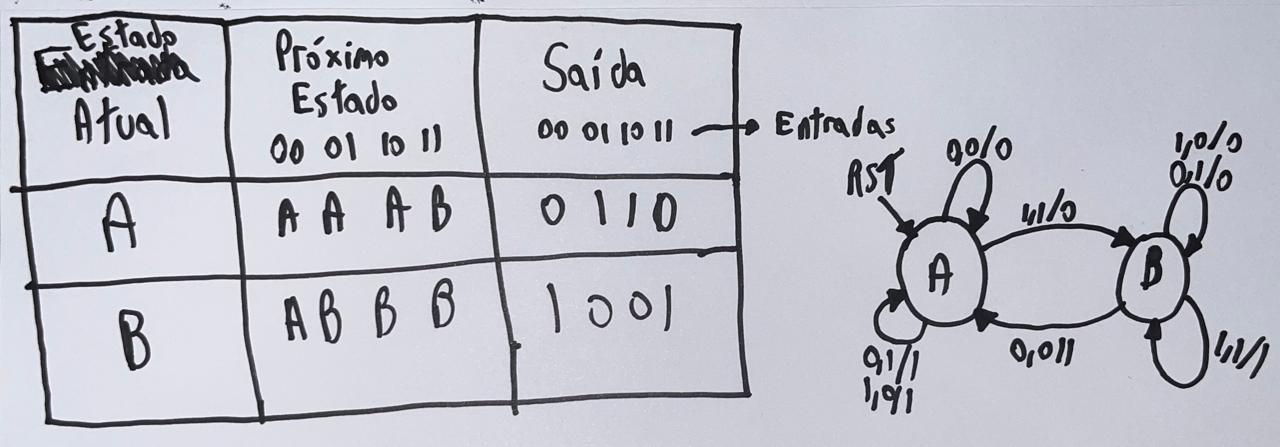 Estado
Atual
Próximo
Estado
00 01 10 11
Saída
00 01 10 11
Entradas
A
A A A B
0 1 1 0
B
A B B B
1 0 0 1
RST
0,0/0
1,1/0
1,0/0
0,1/0
A
B
0,1/1
1,0/1
0,0/1
1,1/1